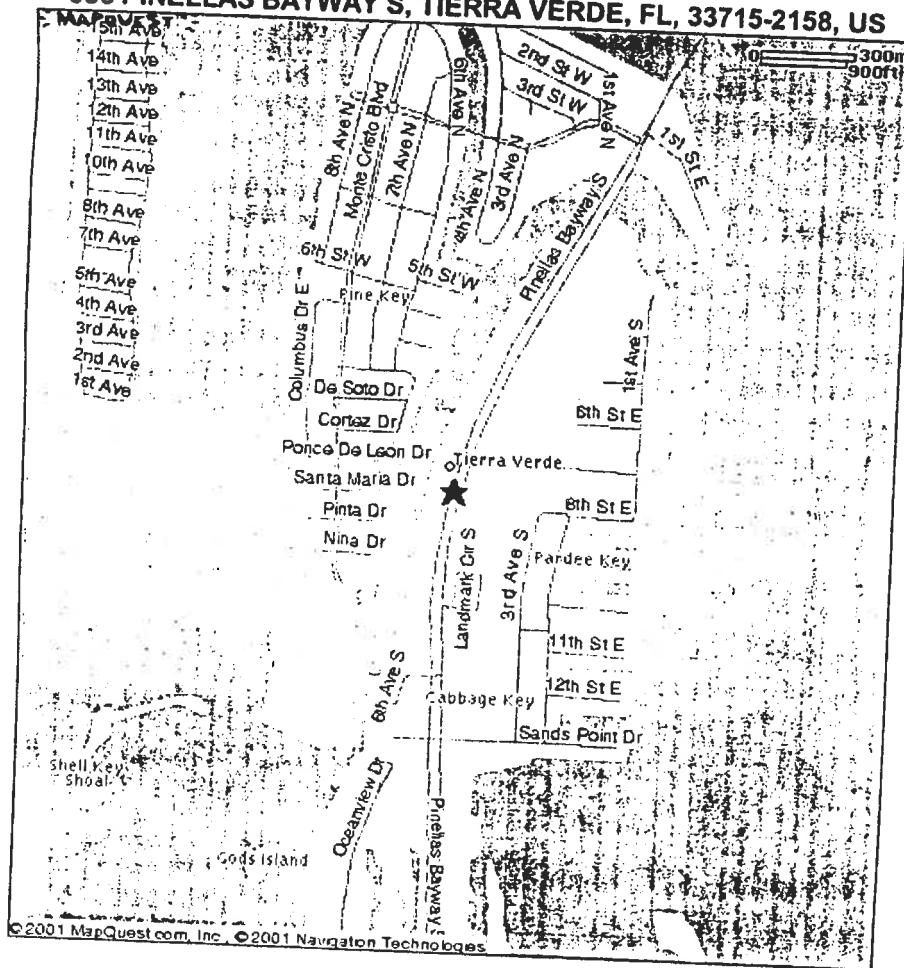 PINELLAS BAYWAY S, TIERRA VERDE, FL, 33715-2158, US
MAPQUEST
15th Ave
14th Ave
13th Ave
12th Ave
11th Ave
10th Ave
8th Ave
7th Ave
5th Ave
4th Ave
3rd Ave
2nd Ave
1st Ave
0 300m
900ft
2nd St W
3rd St W
1st Ave N
1st St E
8th Ave N
Monte Cristo Blvd
7th Ave N
6th Ave N
4th Ave N
3rd Ave N
Pinellas Bayway S
6th St W
5th St W
Pine Key
Columbus Dr E
1st Ave S
De Soto Dr
Cortez Dr
6th St E
Ponce De Leon Dr
Tierra Verde
Santa Maria Dr
Pinta Dr
8th St E
Nina Dr
Landmark Cir S
3rd Ave S
Pardee Key
11th St E
6th Ave S
12th St E
Cabbage Key
Sands Point Dr
Shell Key
Shoal
Oceanview Dr
Pinellas Bayway S
Gods Island
©2001 MapQuest.com, Inc., ©2001 Navigation Technologies